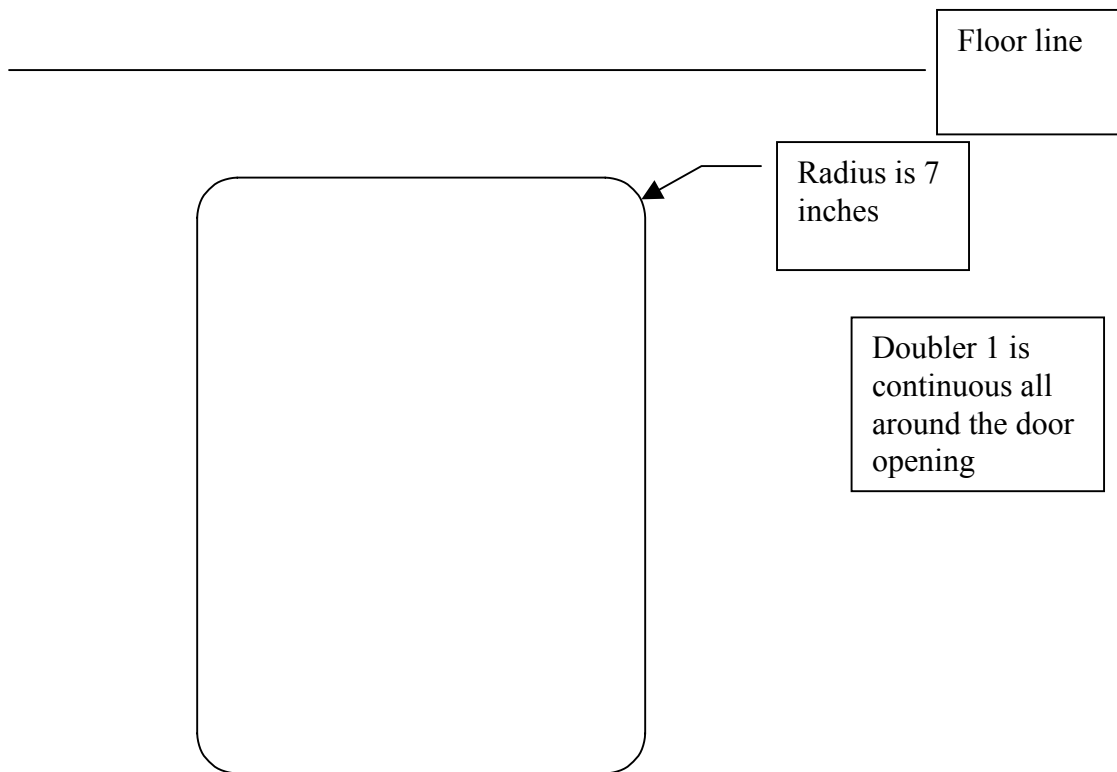 Floor line
Radius is 7
inches
Doubler 1 is
continuous all
around the door
opening